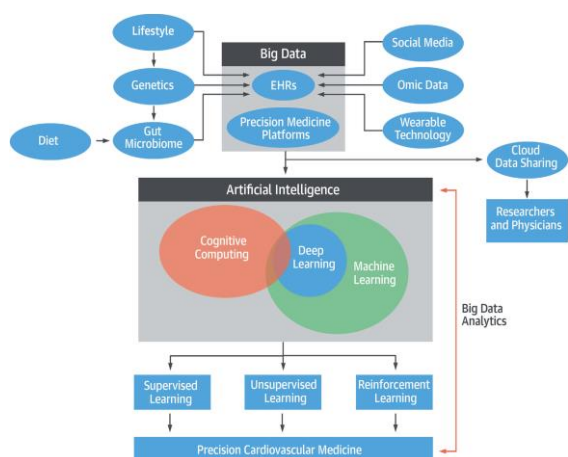 Lifestyle
Genetics
Diet
Gut
Microbiome
Big Data
EHRs
Precision Medicine
Platforms
Social Media
Omic Data
Wearable
Technology
Cloud
Data Sharing
Researchers
and Physicians
Artificial Intelligence
Cognitive
Computing
Deep
Learning
Machine
Learning
Big Data
Analytics
Supervised
Learning
Unsupervised
Learning
Reinforcement
Learning
Precision Cardiovascular Medicine